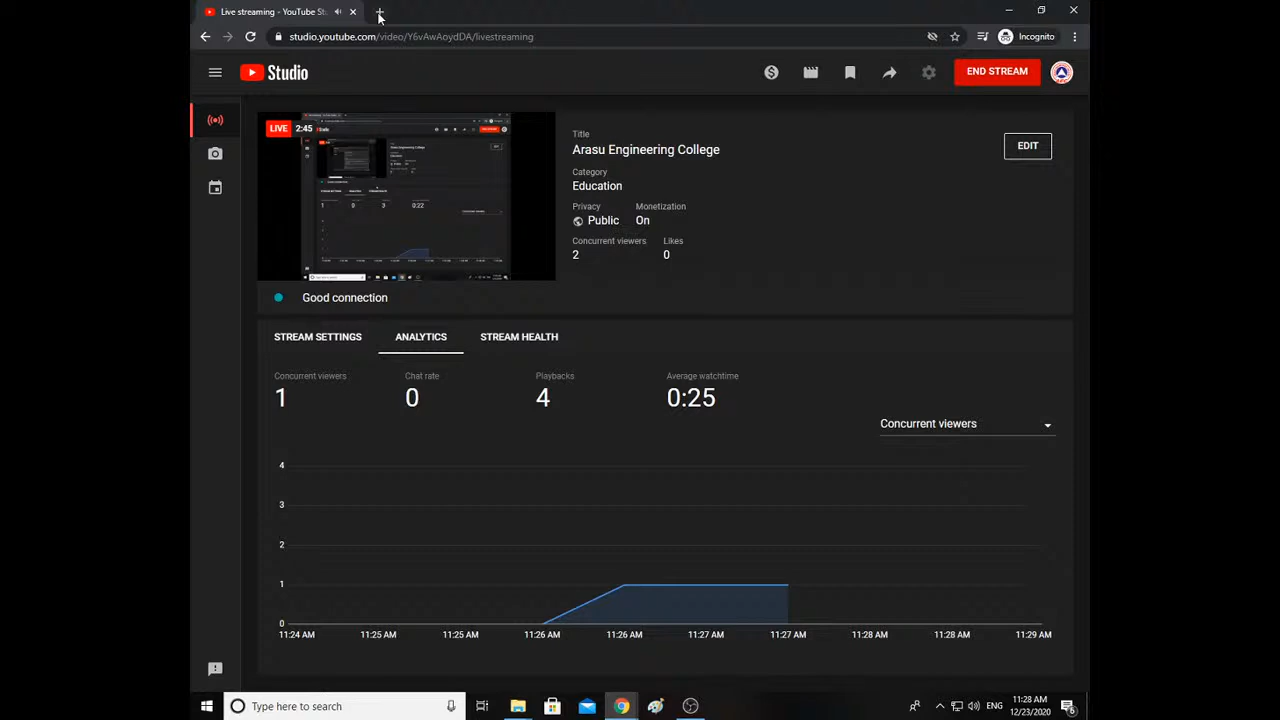 Live streaming - YouTube St
studio.youtube.com/video/Y6vAwAoydDA/livestreaming
Incognito
Studio
END STREAM
LIVE 2:45
Title
Arasu Engineering College
EDIT
Category
Education
Privacy Monetization
Public On
Concurrent viewers Likes
2 0
Good connection
STREAM SETTINGS ANALYTICS STREAM HEALTH
Concurrent viewers Chat rate Playbacks Average watchtime
1 0 4 0:25
Concurrent viewers
4
3
2
1
0
11:24 AM 11:25 AM 11:25 AM 11:26 AM 11:26 AM 11:27 AM 11:27 AM 11:28 AM 11:28 AM 11:29 AM
Type here to search
ENG
11:28 AM
12/23/2020